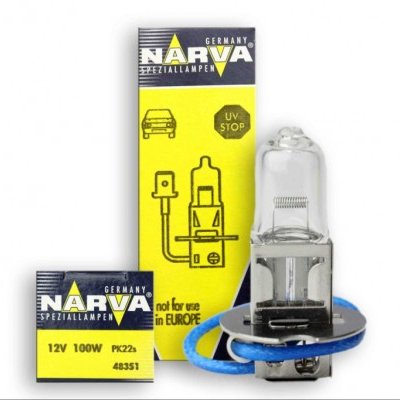 GERMANY
NARVA
SPEZIALLAMPEN
UV
STOP
not for use
in EUROPE
GERMANY
NARVA
SPEZIALLAMPEN
12V 100W PK22s
48351